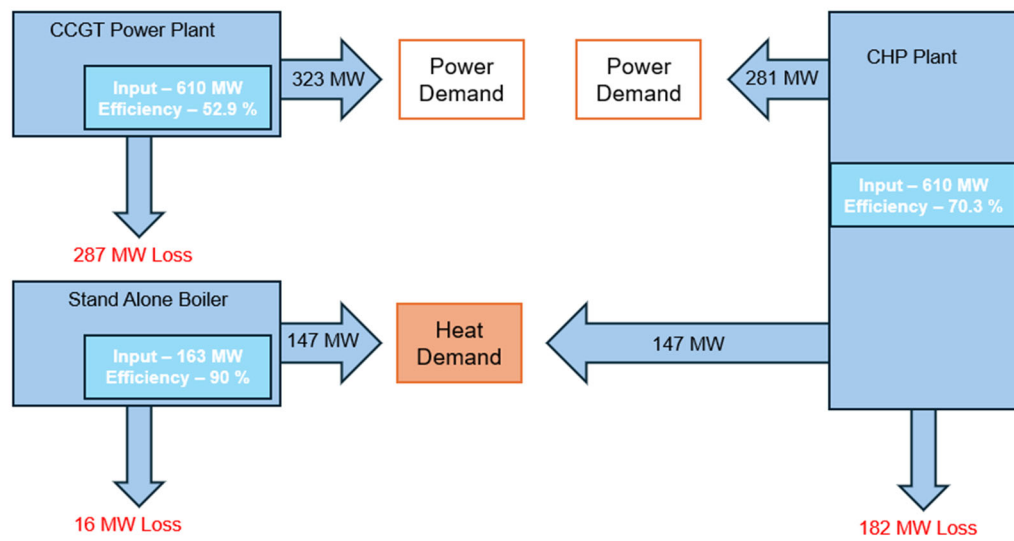 CCGT Power Plant
Input – 610 MW
Efficiency – 52.9 %
323 MW
Power
Demand
Power
Demand
281 MW
CHP Plant
Input – 610 MW
Efficiency – 70.3 %
287 MW Loss
Stand Alone Boiler
Input – 163 MW
Efficiency – 90 %
147 MW
Heat
Demand
147 MW
16 MW Loss
182 MW Loss